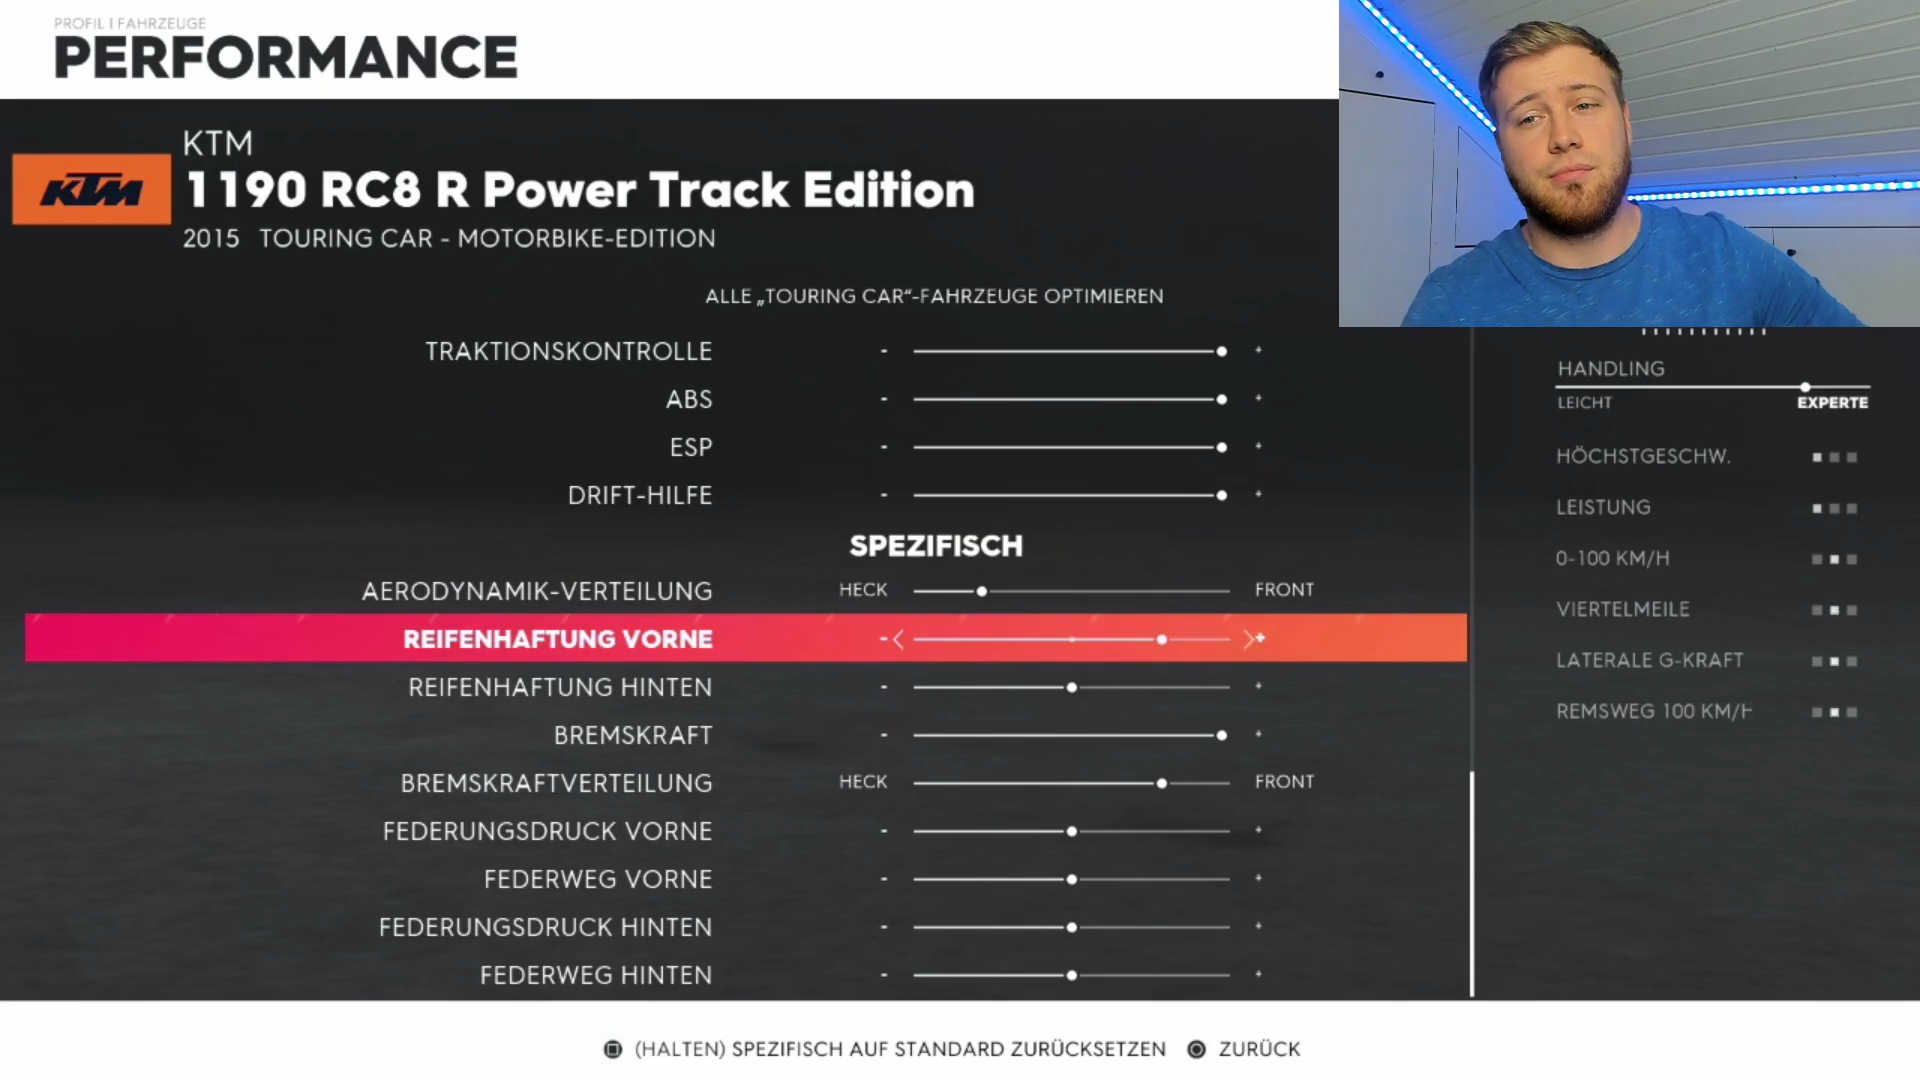 PROFIL I FAHRZEUGE
PERFORMANCE
KTM
KTM
1190 RC8 R Power Track Edition
2015 TOURING CAR - MOTORBIKE-EDITION
ALLE „TOURING CAR“-FAHRZEUGE OPTIMIEREN
TRAKTIONSKONTROLLE - +
ABS - +
ESP - +
DRIFT-HILFE - +
SPEZIFISCH
AERODYNAMIK-VERTEILUNG HECK FRONT
REIFENHAFTUNG VORNE - < > +
REIFENHAFTUNG HINTEN - +
BREMSKRAFT - +
BREMSKRAFTVERTEILUNG HECK FRONT
FEDERUNGSDRUCK VORNE - +
FEDERWEG VORNE - +
FEDERUNGSDRUCK HINTEN - +
FEDERWEG HINTEN - +
HANDLING
LEICHT EXPERTE
HÖCHSTGESCHW.
LEISTUNG
0-100 KM/H
VIERTELMEILE
LATERALE G-KRAFT
REMSWEG 100 KM/H
(HALTEN) SPEZIFISCH AUF STANDARD ZURÜCKSETZEN ZURÜCK